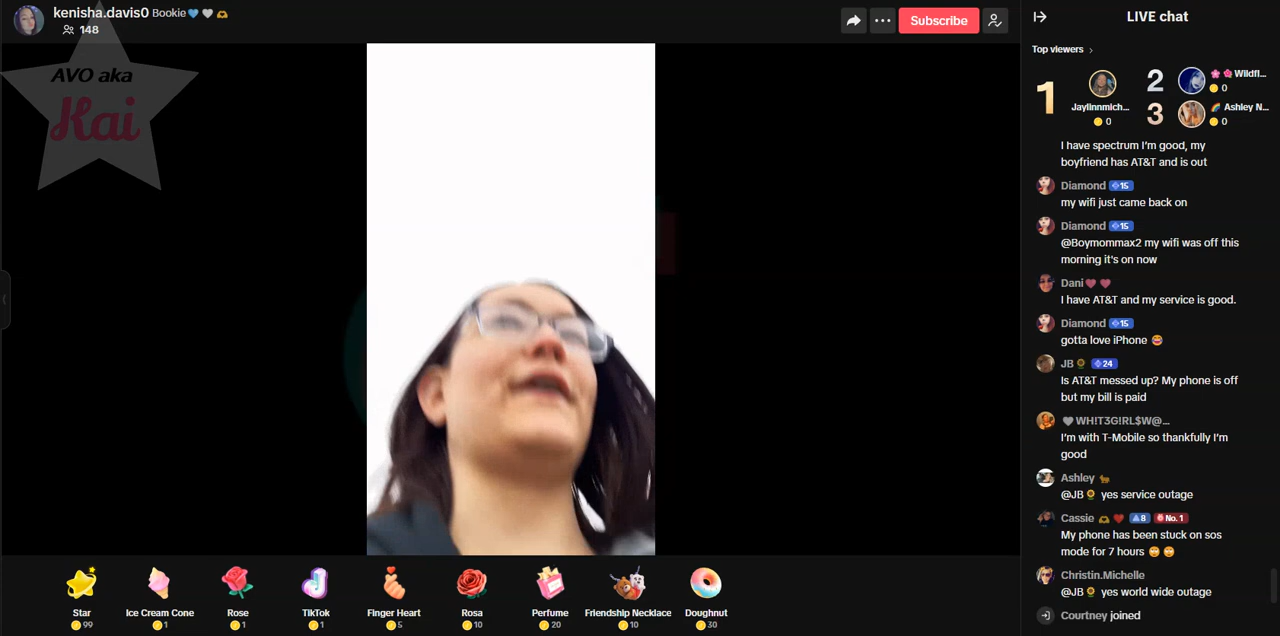 kenisha.davis0 Bookie💙🤍🫶
148
Subscribe
AVO aka
Kai
LIVE chat
Top viewers
1
Jaylinnmich...
0
2
🌸🌺 Wildfl...
0
3
🌈 Ashley N...
0
I have spectrum I'm good, my
boyfriend has AT&T and is out
Diamond 15
my wifi just came back on
Diamond 15
@Boymommax2 my wifi was off this
morning it's on now
Dani
I have AT&T and my service is good.
Diamond 15
gotta love iPhone
JB🌻 24
Is AT&T messed up? My phone is off
but my bill is paid
🤍WH!T3G!RL$W@...
I'm with T-Mobile so thankfully I'm
good
Ashley 🐆
@JB🌻 yes service outage
Cassie 🫶❤️ 8 No. 1
My phone has been stuck on sos
mode for 7 hours 🙄🙄
Christin.Michelle
@JB🌻 yes world wide outage
Courtney joined
Star
99
Ice Cream Cone
1
Rose
1
TikTok
1
Finger Heart
5
Rosa
10
Perfume
20
Friendship Necklace
10
Doughnut
30